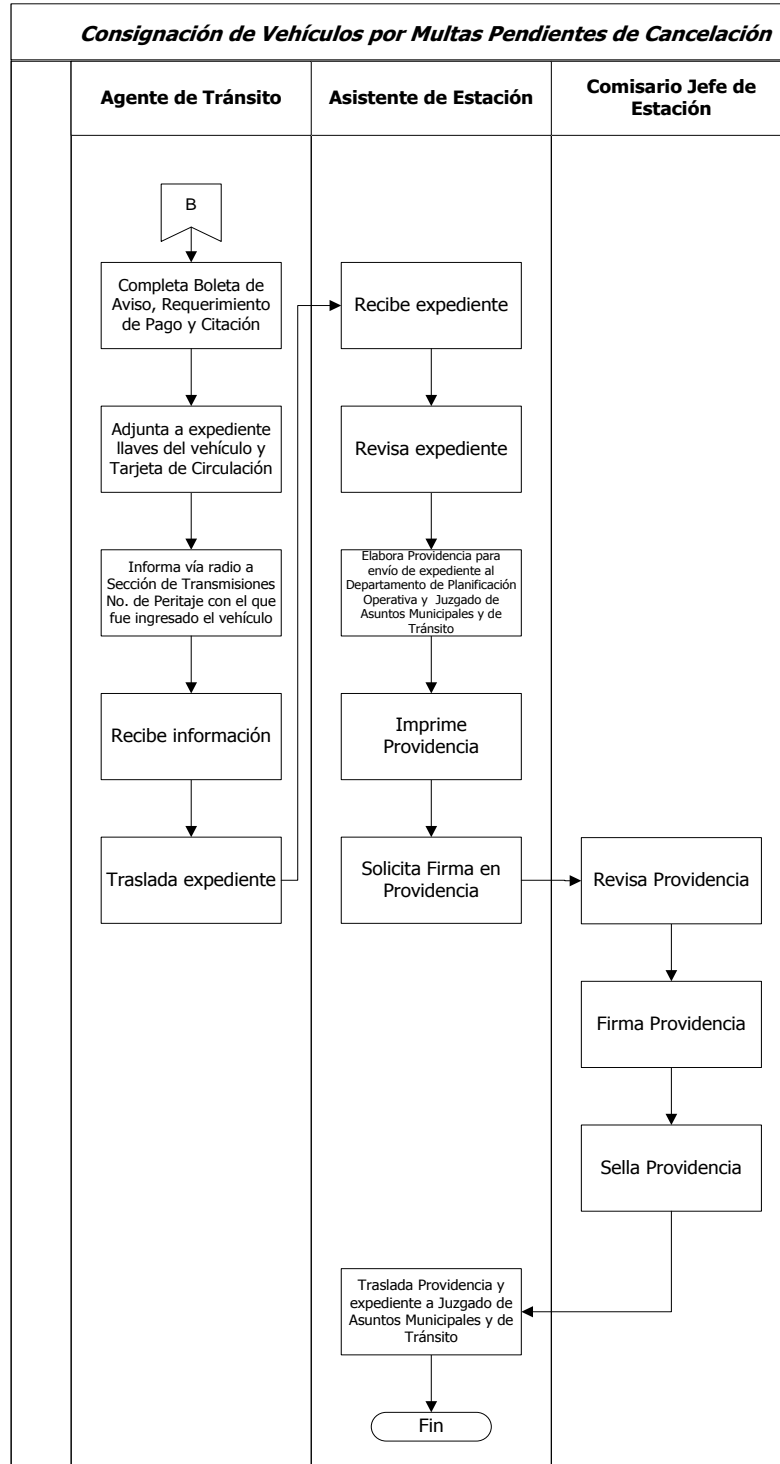 Consignación de Vehículos por Multas Pendientes de Cancelación
Agente de Tránsito
Asistente de Estación
Comisario Jefe de
Estación
B
Completa Boleta de
Aviso, Requerimiento
de Pago y Citación
Adjunta a expediente
llaves del vehículo y
Tarjeta de Circulación
Informa vía radio a
Sección de Transmisiones
No. de Peritaje con el que
fue ingresado el vehículo
Recibe información
Traslada expediente
Recibe expediente
Revisa expediente
Elabora Providencia para
envío de expediente al
Departamento de Planificación
Operativa y Juzgado de
Asuntos Municipales y de
Tránsito
Imprime
Providencia
Solicita Firma en
Providencia
Revisa Providencia
Firma Providencia
Sella Providencia
Traslada Providencia y
expediente a Juzgado de
Asuntos Municipales y de
Tránsito
Fin